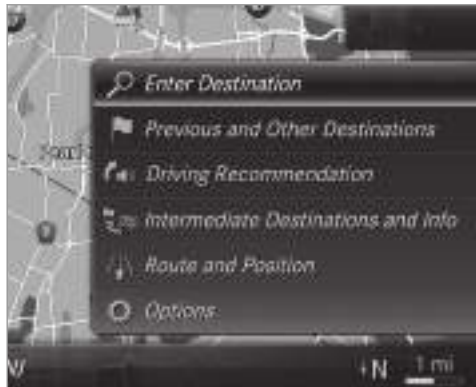 Enter Destination
Previous and Other Destinations
Driving Recommendation
Intermediate Destinations and Info
Route and Position
Options
N 1 mi